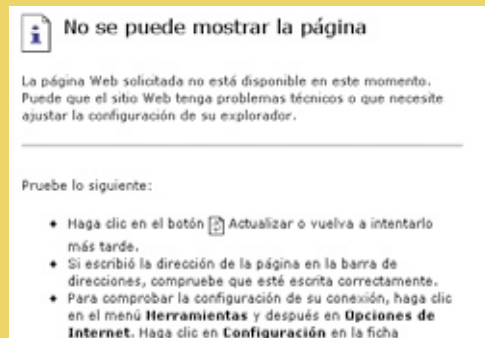 No se puede mostrar la página
La página Web solicitada no está disponible en este momento.
Puede que el sitio Web tenga problemas técnicos o que necesite
ajustar la configuración de su explorador.
Pruebe lo siguiente:
Haga clic en el botón Actualizar o vuelva a intentarlo
más tarde.
Si escribió la dirección de la página en la barra de
direcciones, compruebe que esté escrita correctamente.
Para comprobar la configuración de su conexión, haga clic
en el menú Herramientas y después en Opciones de
Internet. Haga clic en Configuración en la ficha